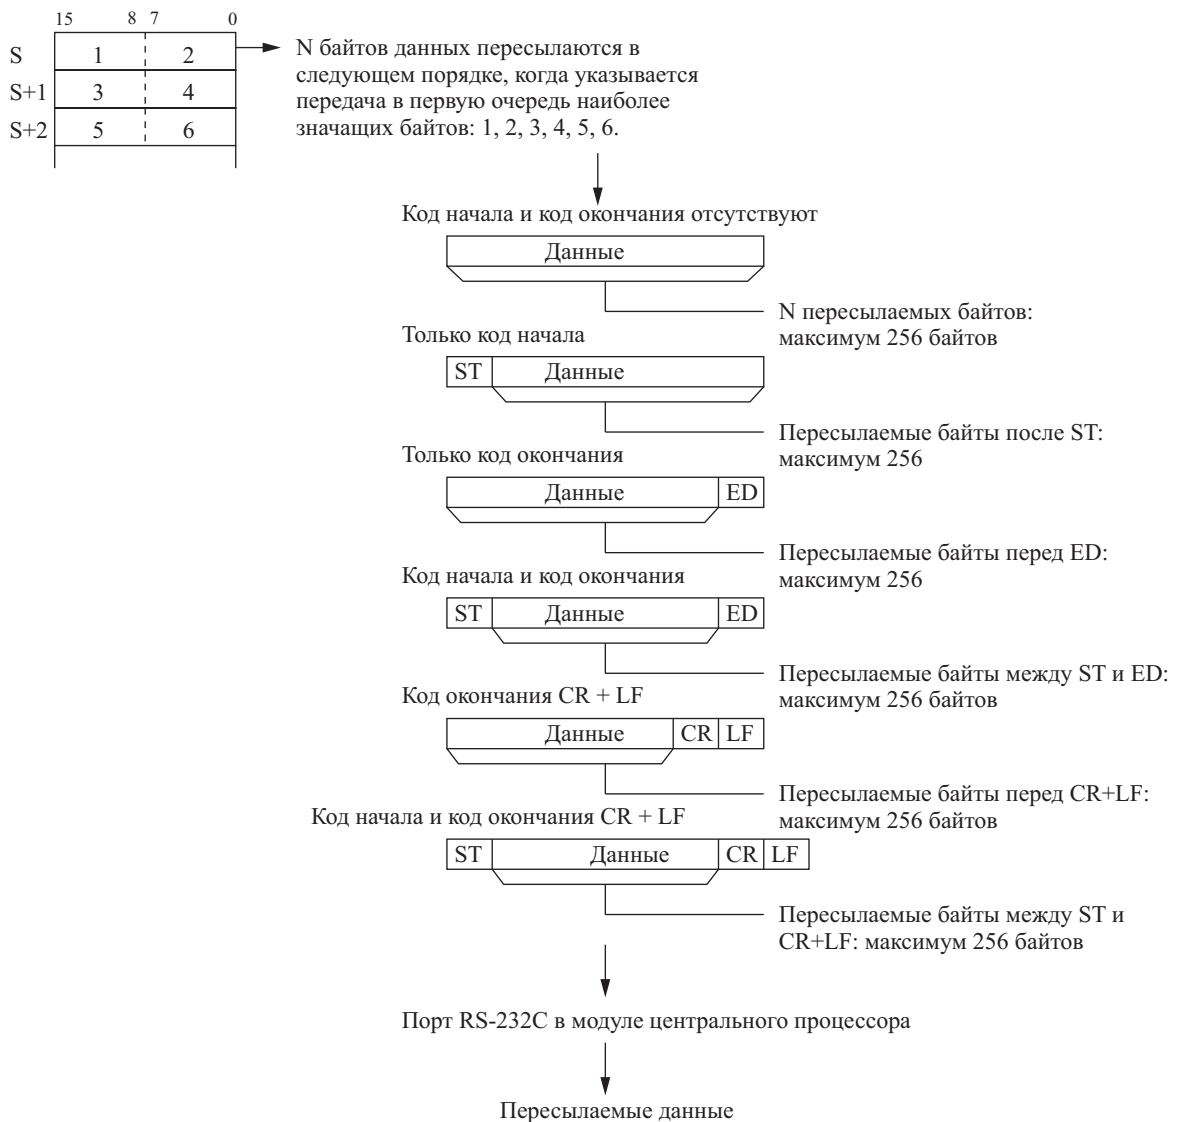 15 8 7 0
S 1 2
S+1 3 4
S+2 5 6
N байтов данных пересылаются в
следующем порядке, когда указывается
передача в первую очередь наиболее
значащих байтов: 1, 2, 3, 4, 5, 6.
Код начала и код окончания отсутствуют
Данные
N пересылаемых байтов:
максимум 256 байтов
Только код начала
ST Данные
Пересылаемые байты после ST:
максимум 256
Только код окончания
Данные ED
Пересылаемые байты перед ED:
максимум 256
Код начала и код окончания
ST Данные ED
Пересылаемые байты между ST и ED:
максимум 256 байтов
Код окончания CR + LF
Данные CR LF
Пересылаемые байты перед CR+LF:
максимум 256 байтов
Код начала и код окончания CR + LF
ST Данные CR LF
Пересылаемые байты между ST и
CR+LF: максимум 256 байтов
Порт RS-232C в модуле центрального процессора
Пересылаемые данные